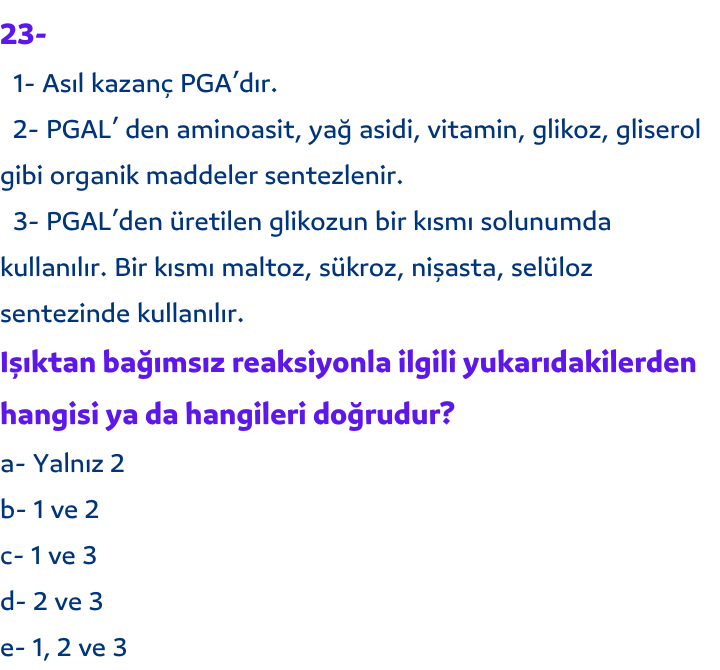 23-
1- Asıl kazanç PGA’dır.
2- PGAL’ den aminoasit, yağ asidi, vitamin, glikoz, gliserol
gibi organik maddeler sentezlenir.
3- PGAL’den üretilen glikozun bir kısmı solunumda
kullanılır. Bir kısmı maltoz, sükroz, nişasta, selüloz
sentezinde kullanılır.
Işıktan bağımsız reaksiyonla ilgili yukarıdakilerden
hangisi ya da hangileri doğrudur?
a- Yalnız 2
b- 1 ve 2
c- 1 ve 3
d- 2 ve 3
e- 1, 2 ve 3